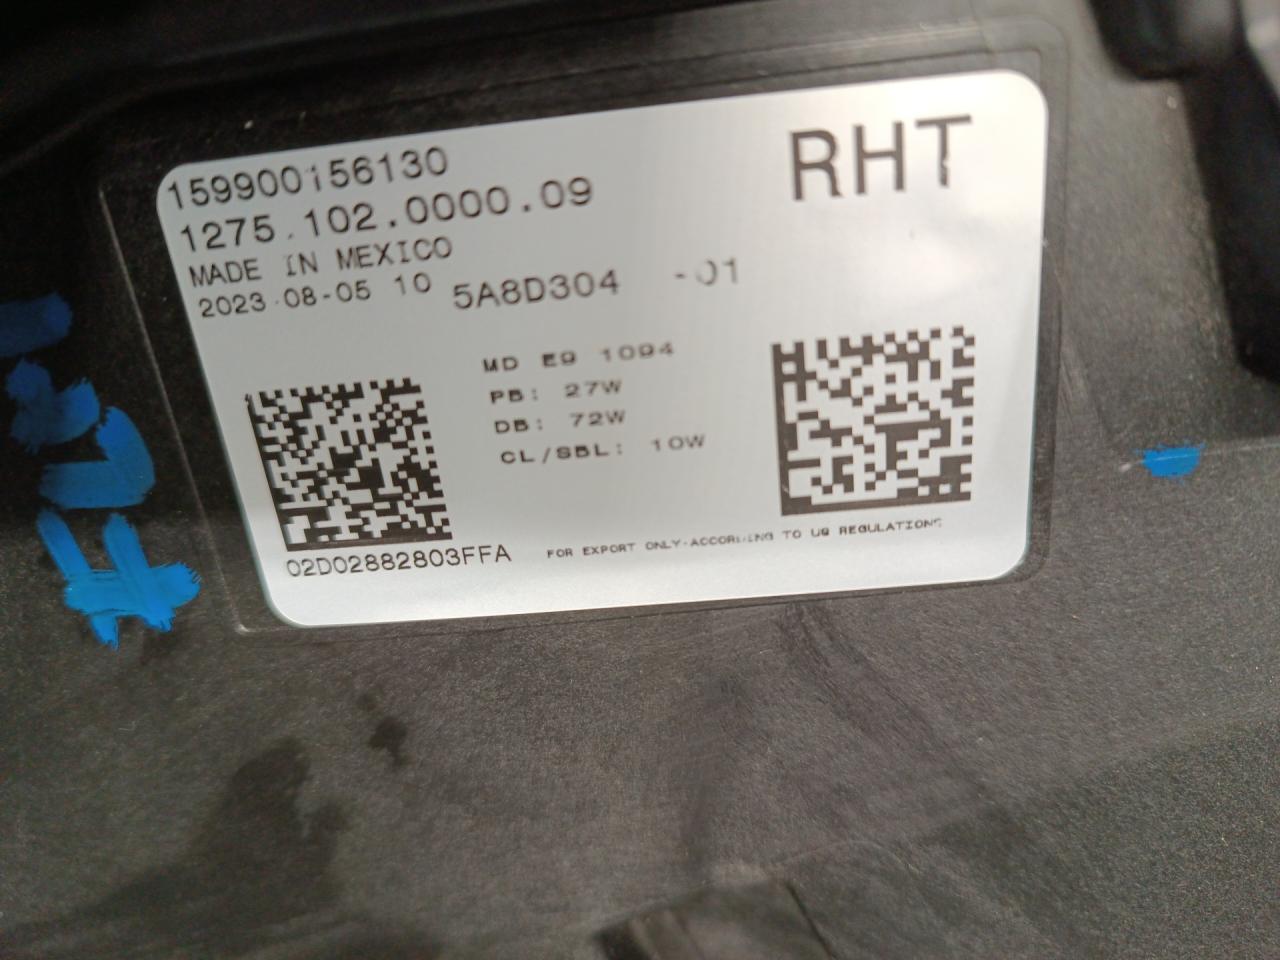 159900156130
RHT
1275.102.0000.09
MADE IN MEXICO
2023-08-05 10
5A8D304 -01
MD E9 1094
PB: 27W
DB: 72W
CL/SBL: 10W
02D02882803FFA
FOR EXPORT ONLY-ACCORDING TO UN REGULATIONS